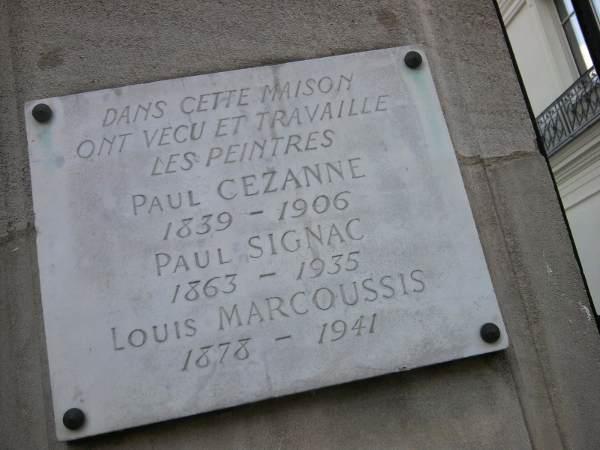 DANS CETTE MAISON
ONT VECU ET TRAVAILLE
LES PEINTRES
PAUL CEZANNE
1839 - 1906
PAUL SIGNAC
1863 - 1935
LOUIS MARCOUSSIS
1878 - 1941